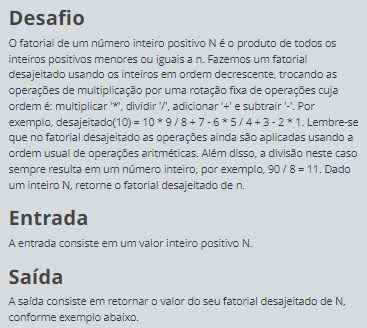 Desafio
O fatorial de um número inteiro positivo N é o produto de todos os
inteiros positivos menores ou iguais a n. Fazemos um fatorial
desajeitado usando os inteiros em ordem decrescente, trocando as
operações de multiplicação por uma rotação fixa de operações cuja
ordem é: multiplicar '*', dividir '/', adicionar '+' e subtrair '-'. Por
exemplo, desajeitado(10) = 10 * 9 / 8 + 7 - 6 * 5 / 4 + 3 - 2 * 1. Lembre-se
que no fatorial desajeitado as operações ainda são aplicadas usando a
ordem usual de operações aritméticas. Além disso, a divisão neste caso
sempre resulta em um número inteiro, por exemplo, 90 / 8 = 11. Dado
um inteiro N, retorne o fatorial desajeitado de n.
Entrada
A entrada consiste em um valor inteiro positivo N.
Saída
A saída consiste em retornar o valor do seu fatorial desajeitado de N,
conforme exemplo abaixo.